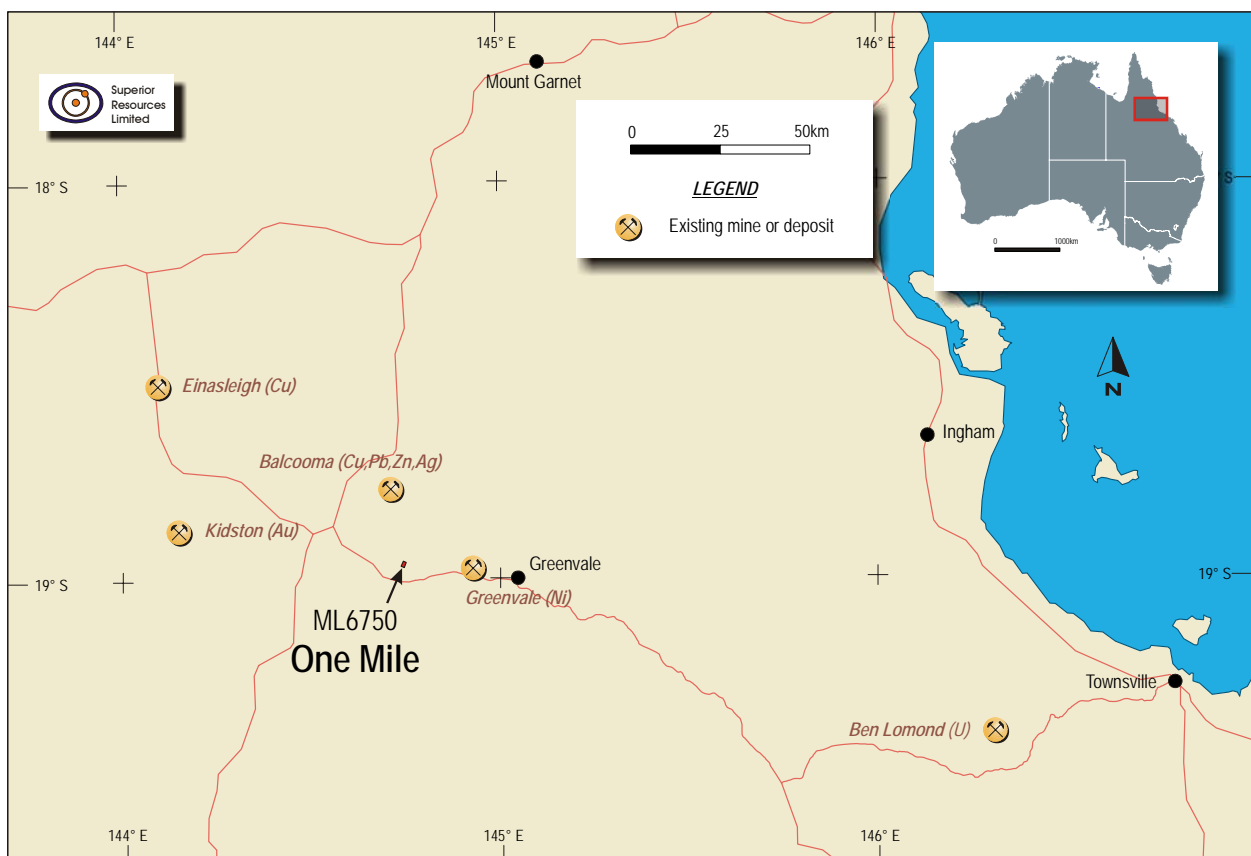 144° E
145° E
146° E
Mount Garnet
Superior
Resources
Limited
0 25 50km
LEGEND
Existing mine or deposit
0 1000km
18° S
S
Einasleigh (Cu)
N
Ingham
Balcooma (Cu,Pb,Zn,Ag)
Kidston (Au)
Greenvale
19° S
19° S
Greenvale (Ni)
ML6750
One Mile
Townsville
Ben Lomond (U)
144° E
145° E
146° E